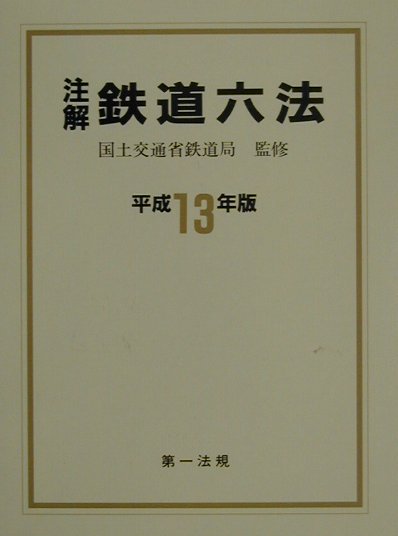 注解 鉄道六法
国土交通省鉄道局 監修
平成13年版
第一法規